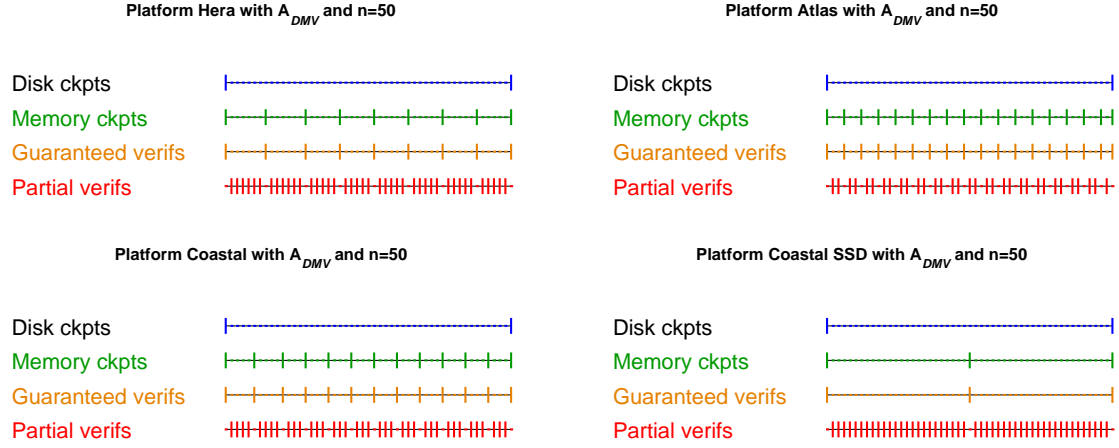 Platform Hera with A_DMV and n=50
Disk ckpts
Memory ckpts
Guaranteed verifs
Partial verifs
Platform Atlas with A_DMV and n=50
Disk ckpts
Memory ckpts
Guaranteed verifs
Partial verifs
Platform Coastal with A_DMV and n=50
Disk ckpts
Memory ckpts
Guaranteed verifs
Partial verifs
Platform Coastal SSD with A_DMV and n=50
Disk ckpts
Memory ckpts
Guaranteed verifs
Partial verifs